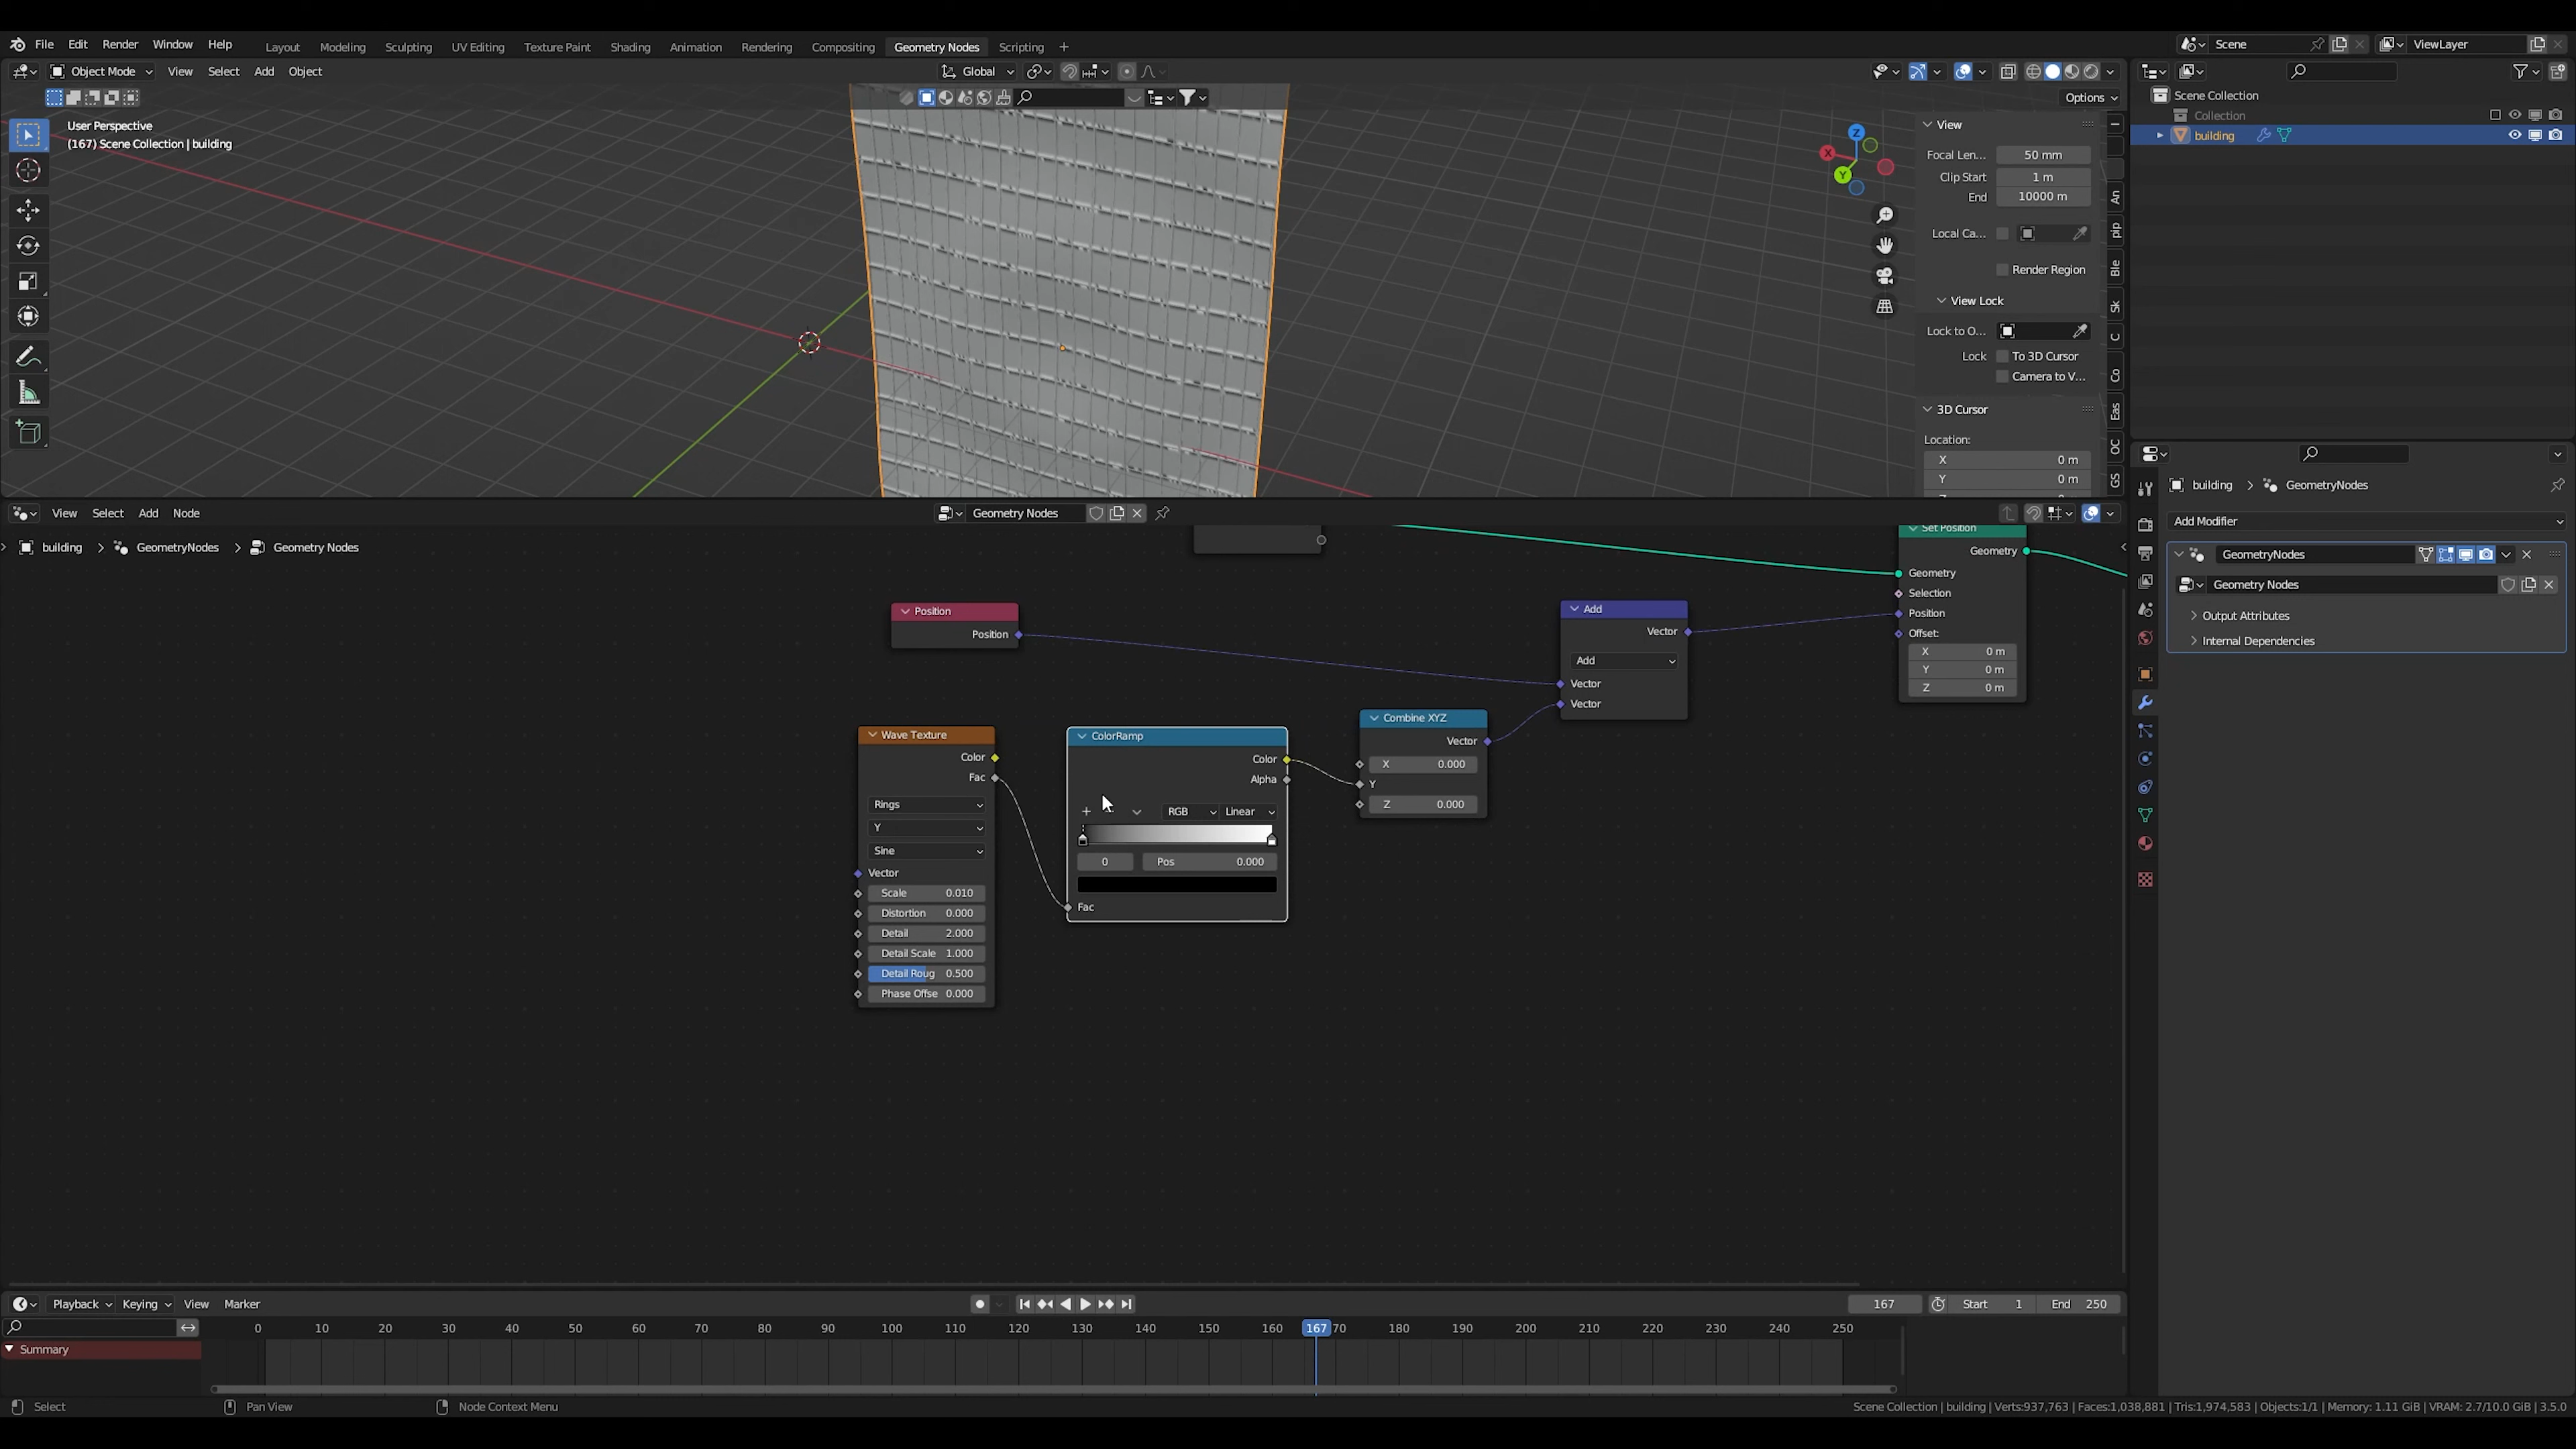 File Edit Render Window Help
Layout Modeling Sculpting UV Editing Texture Paint Shading Animation Rendering Compositing Geometry Nodes Scripting +
Scene
ViewLayer
Object Mode View Select Add Object
Global
Options
User Perspective
(167) Scene Collection | building
Z
X
Y
View
Focal Len... 50 mm
Clip Start 1 m
End 10000 m
Local Ca...
Render Region
View Lock
Lock to O...
Lock To 3D Cursor
Camera to V...
3D Cursor
Location:
X 0 m
Y 0 m
An
pip
Ble
Sk
C
Co
Eas
OC
GS
Scene Collection
Collection
building
building > GeometryNodes
Add Modifier
GeometryNodes
Geometry Nodes
Output Attributes
Internal Dependencies
View Select Add Node
Geometry Nodes
building > GeometryNodes > Geometry Nodes
Set Position
Geometry
Geometry
Selection
Position
Offset:
X 0 m
Y 0 m
Z 0 m
Position
Position
Add
Vector
Add
Vector
Vector
Wave Texture
Color
Fac
Rings
Y
Sine
Vector
Scale 0.010
Distortion 0.000
Detail 2.000
Detail Scale 1.000
Detail Roug 0.500
Phase Offse 0.000
ColorRamp
Color
Alpha
RGB Linear
0 Pos 0.000
Fac
Combine XYZ
Vector
X 0.000
Y
Z 0.000
Playback Keying View Marker
167 Start 1 End 250
0 10 20 30 40 50 60 70 80 90 100 110 120 130 140 150 160 167 70 180 190 200 210 220 230 240 250
Summary
Select Pan View Node Context Menu
Scene Collection | building | Verts:937,763 | Faces:1,038,881 | Tris:1,974,583 | Objects:1/1 | Memory: 1.11 GiB | VRAM: 2.7/10.0 GiB | 3.5.0